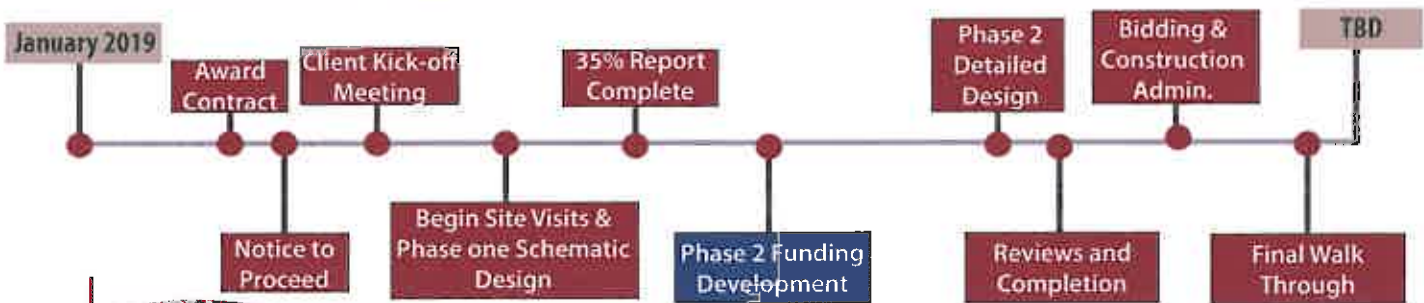 January 2019
Award
Contract
Notice to
Proceed
Client Kick-off
Meeting
Begin Site Visits &
Phase one Schematic
Design
35% Report
Complete
Phase 2 Funding
Development
Phase 2
Detailed
Design
Reviews and
Completion
Bidding &
Construction
Admin.
Final Walk
Through
TBD